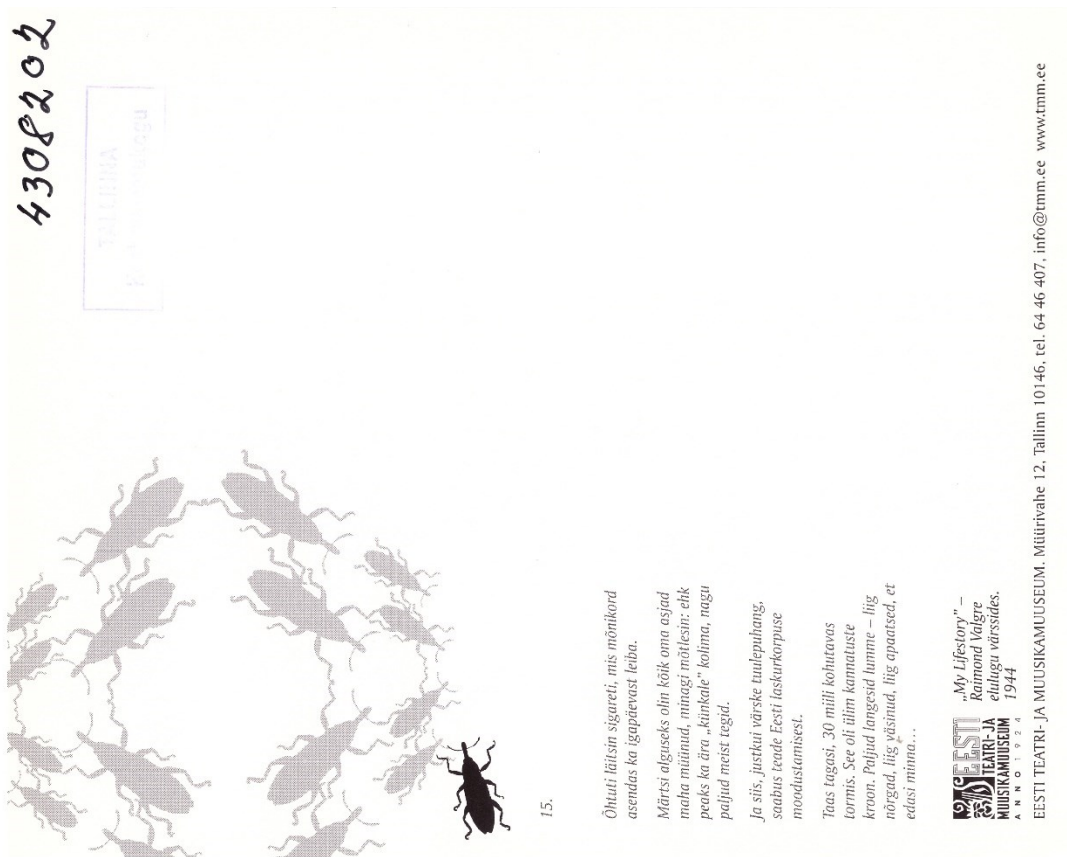 4308202
TALLINNA
15.
Õhtuti läitsin sigareti, mis mõnikord
asendas ka igapäevast leiba.
Märtsi alguseks olin kõik oma asjad
maha müünud, minagi mõtlesin: ehk
peaks ka ära „künkale” kolima, nagu
paljud meist tegid.
Ja siis, justkui värske tuulepuhang,
saabus teade Eesti laskurkorpuse
moodustamisest.
Taas tagasi, 30 miili kohutavas
tormis. See oli ülim kannatuste
kroon. Paljud langesid lumme – liig
nõrgad, liig väsinud, liig apaatsed, et
edasi minna…
EESTI
TEATRI- JA
MUUSIKAMUUSEUM
ANNO 1924
„My Lifestory” –
Raimond Valgre
elulugu värssides.
1944
EESTI TEATRI- JA MUUSIKAMUUSEUM. Müürivahe 12, Tallinn 10146, tel. 64 46 407, info@tmm.ee www.tmm.ee